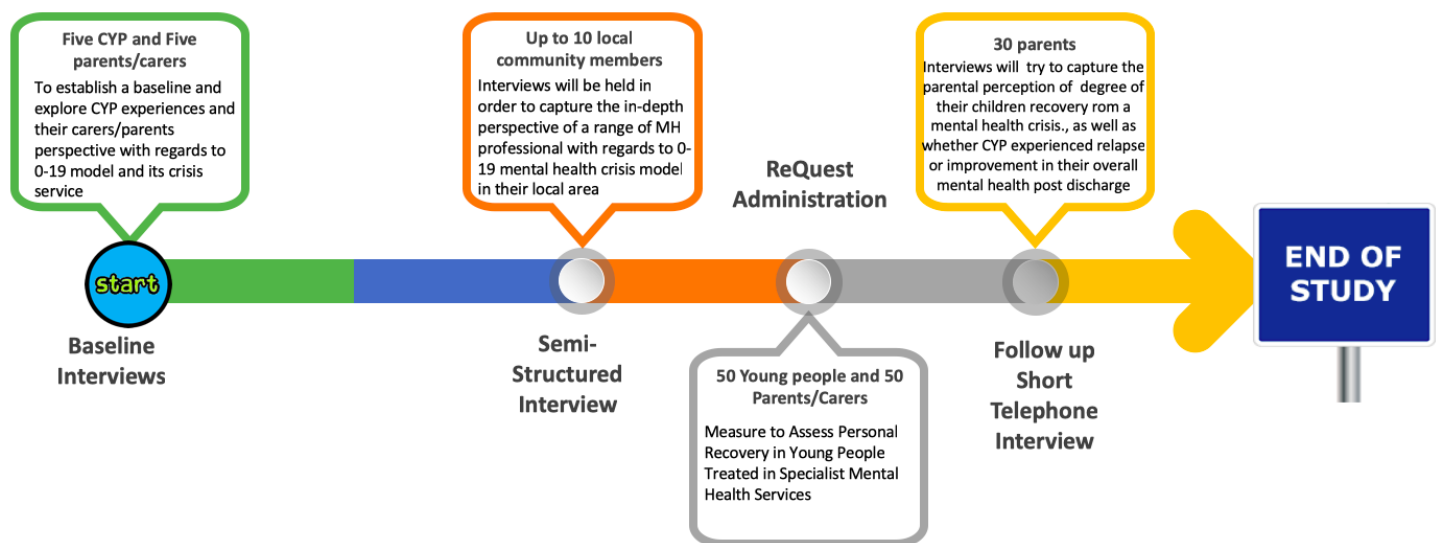 Five CYP and Five
parents/carers
To establish a baseline and
explore CYP experiences and
their carers/parents
perspective with regards to
0-19 model and its crisis
service
start
Baseline
Interviews
Up to 10 local
community members
Interviews will be held in
order to capture the in-depth
perspective of a range of MH
professional with regards to 0-
19 mental health crisis model
in their local area
Semi-
Structured
Interview
ReQuest
Administration
50 Young people and 50
Parents/Carers
Measure to Assess Personal
Recovery in Young People
Treated in Specialist Mental
Health Services
30 parents
Interviews will try to capture the
parental perception of degree of
their children recovery rom a
mental health crisis., as well as
whether CYP experienced relapse
or improvement in their overall
mental health post discharge
Follow up
Short
Telephone
Interview
END OF
STUDY